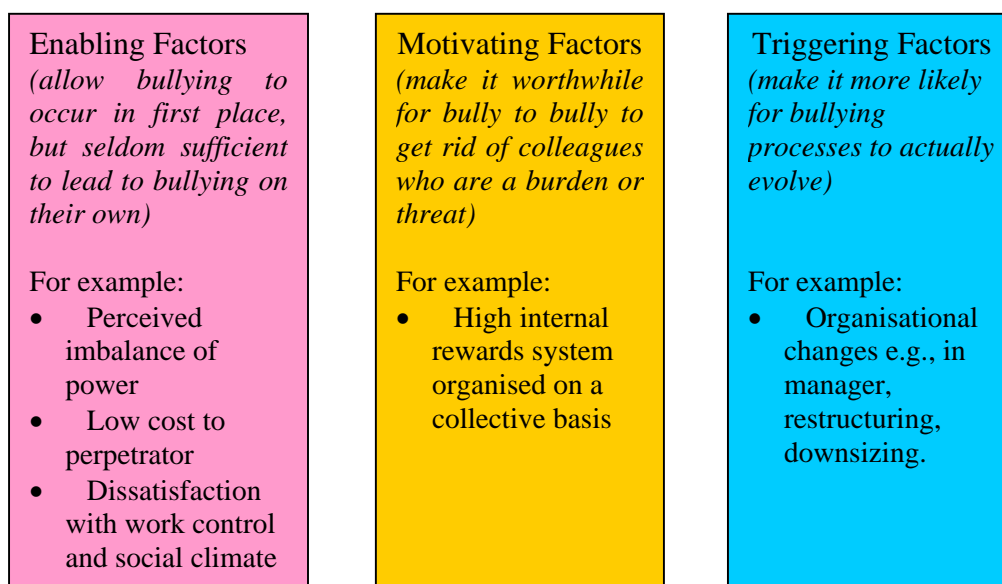 Enabling Factors
(allow bullying to
occur in first place,
but seldom sufficient
to lead to bullying on
their own)
For example:
• Perceived
imbalance of
power
• Low cost to
perpetrator
• Dissatisfaction
with work control
and social climate
Motivating Factors
(make it worthwhile
for bully to bully to
get rid of colleagues
who are a burden or
threat)
For example:
• High internal
rewards system
organised on a
collective basis
Triggering Factors
(make it more likely
for bullying
processes to actually
evolve)
For example:
• Organisational
changes e.g., in
manager,
restructuring,
downsizing.